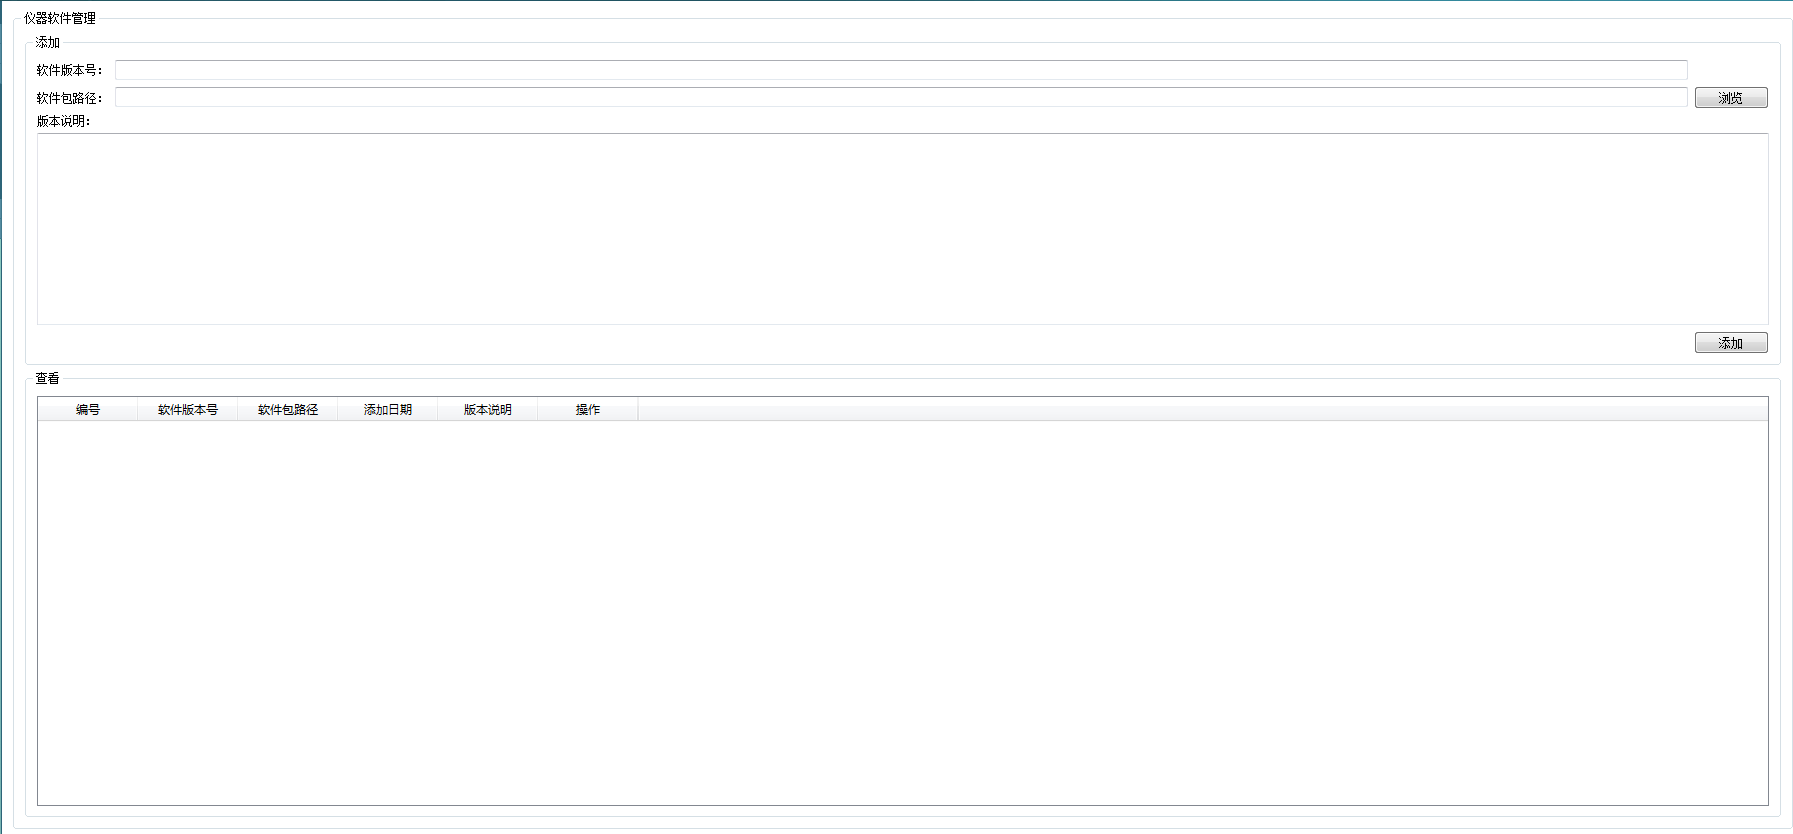 仪器软件管理
添加
软件版本号：
软件包路径：
浏览
版本说明：
添加
查看
编号 软件版本号 软件包路径 添加日期 版本说明 操作